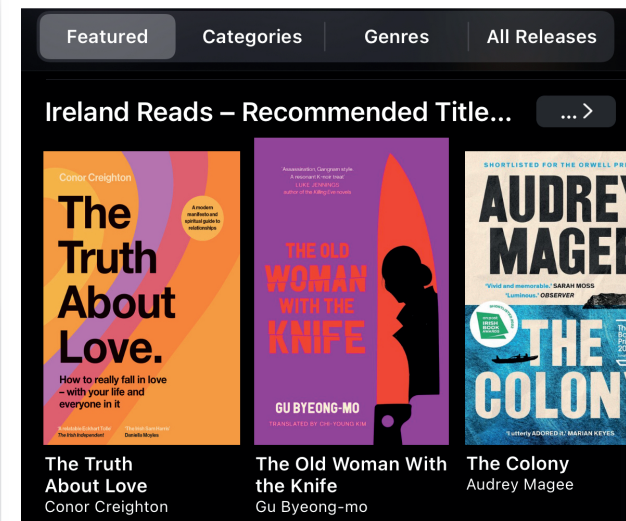 Featured
Categories
Genres
All Releases
Ireland Reads – Recommended Title...
... >
Conor Creighton
The
Truth
About
Love.
A modern
manifesto and
spiritual guide to
relationships
How to really fall in love
– with your life and
everyone in it
The Irish Independent
Daniella Moyles
The Truth
About Love
Conor Creighton
Assassination, Gangnam style.
A resonant K-noir treat
LUKE JENNINGS
author of the Killing Eve novels
THE OLD
WOMAN
WITH THE
KNIFE
GU BYEONG-MO
TRANSLATED BY CHI-YOUNG KIM
The Old Woman With
the Knife
Gu Byeong-mo
SHORTLISTED FOR THE ORWELL PR
AUDREY
MAGEE
'Vivid and memorable.' SARAH MOSS
'Luminous.' OBSERVER
IRISH
BOOK
AWARDS
THE
COLONY
'I utterly ADORED it.' MARIAN KEYES
The Colony
Audrey Magee